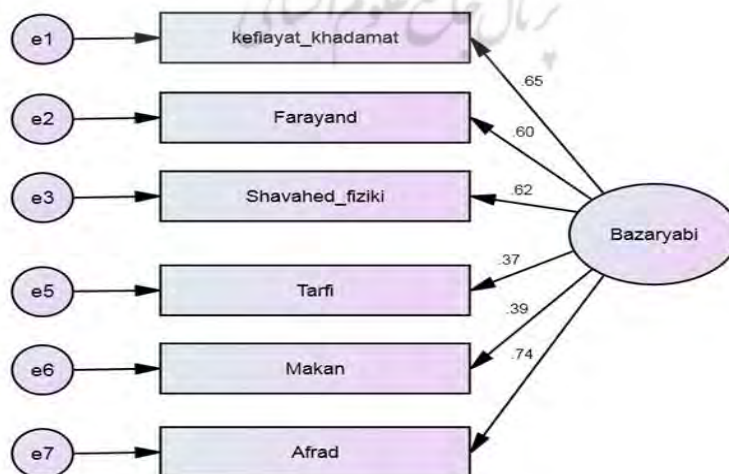 e1
kefiayat_khadamat
.65
e2
Farayand
.60
e3
Shavahed_fiziki
.62
Bazaryabi
e5
Tarfi
.37
e6
Makan
.39
e7
Afrad
.74